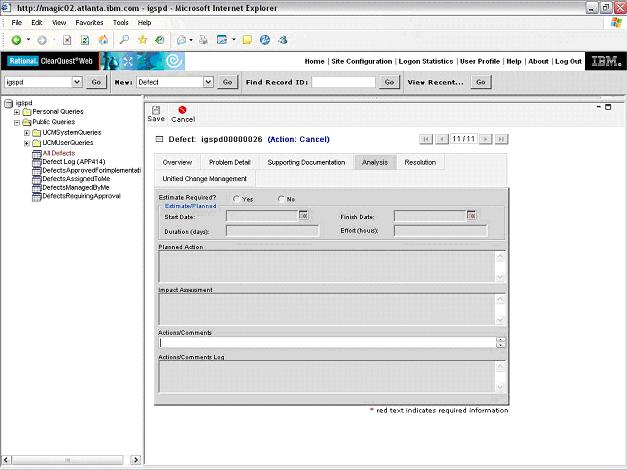 http://magic02.atlanta.ibm.com - igspd - Microsoft Internet Explorer
File Edit View Favorites Tools Help
Back
Rational. ClearQuest Web
Home | Site Configuration | Logon Statistics | User Profile | Help | About | Log Out
IBM
igspd Go New: Defect Go Find Record ID: Go View Recent... Go
igspd
Personal Queries
Public Queries
UCMSystemQueries
UCMUserQueries
All Defects
Defect Log (APP414)
DefectsApprovedForImplementati
DefectsAssignedToMe
DefectsManagedByMe
DefectsRequiringApproval
Save Cancel
Defect: igspd00000026 (Action: Cancel) 11 / 11
Overview Problem Detail Supporting Documentation Analysis Resolution
Unified Change Management
Estimate Required? Yes No
Estimate/Planned
Start Date: Finish Date:
Duration (days): Effort (hours):
Planned Action
Impact Assessment
Actions/Comments
Actions/Comments Log
* red text indicates required information